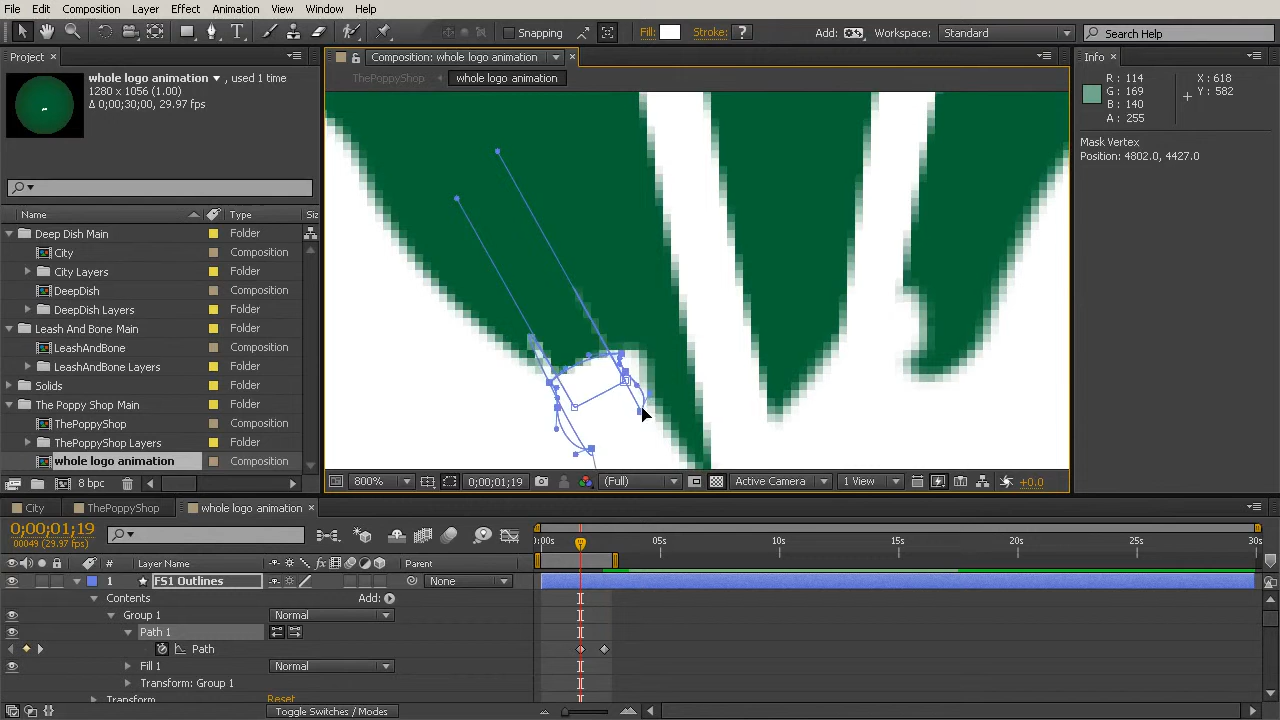 File Edit Composition Layer Effect Animation View Window Help
Snapping Fill: Stroke: ? Add: Workspace: Standard Search Help
Project
Composition: whole logo animation
Info
whole logo animation , used 1 time
1280 x 1056 (1.00)
Δ 0;00;30;00, 29.97 fps
ThePoppyShop whole logo animation
R : 114
G : 169
B : 140
A : 255
X : 618
Y : 582
Mask Vertex
Position: 4802.0, 4427.0
Name Type Siz
Deep Dish Main Folder
City Composition
City Layers Folder
DeepDish Composition
DeepDish Layers Folder
Leash And Bone Main Folder
LeashAndBone Composition
LeashAndBone Layers Folder
Solids Folder
The Poppy Shop Main Folder
ThePoppyShop Composition
ThePoppyShop Layers Folder
whole logo animation Composition
8 bpc
800% 0;00;01;19 (Full) Active Camera 1 View +0.0
City ThePoppyShop whole logo animation
0;00;01;19
00049 (29.97 fps)
0:00s 05s 10s 15s 20s 25s 30s
# Layer Name Parent
1 FS1 Outlines None
Contents Add:
Group 1 Normal
Path 1
Path
Fill 1 Normal
Transform: Group 1
Transform Reset
Toggle Switches / Modes